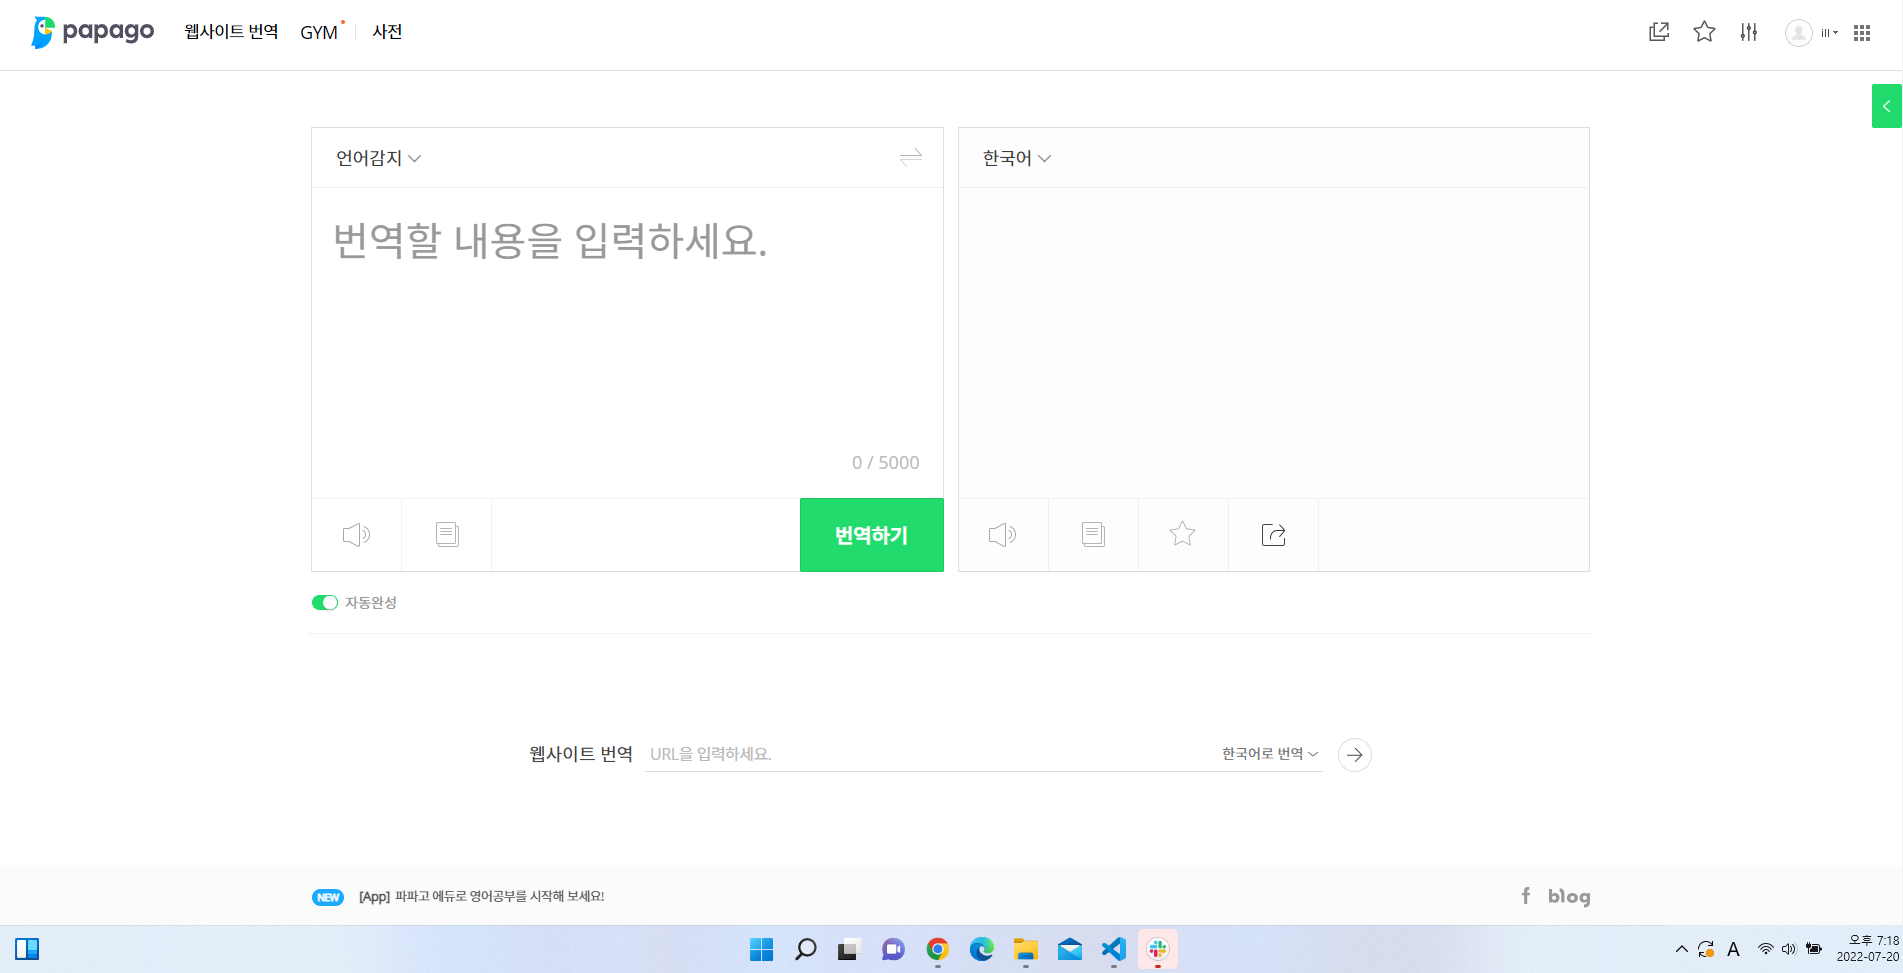 papago
웹사이트 번역
GYM
사전
ill
언어감지
한국어
번역할 내용을 입력하세요.
0 / 5000
번역하기
자동완성
웹사이트 번역
URL을 입력하세요.
한국어로 번역
NEW
[App] 파파고 에듀로 영어공부를 시작해 보세요!
f
blog
A
오후 7:18
2022-07-20